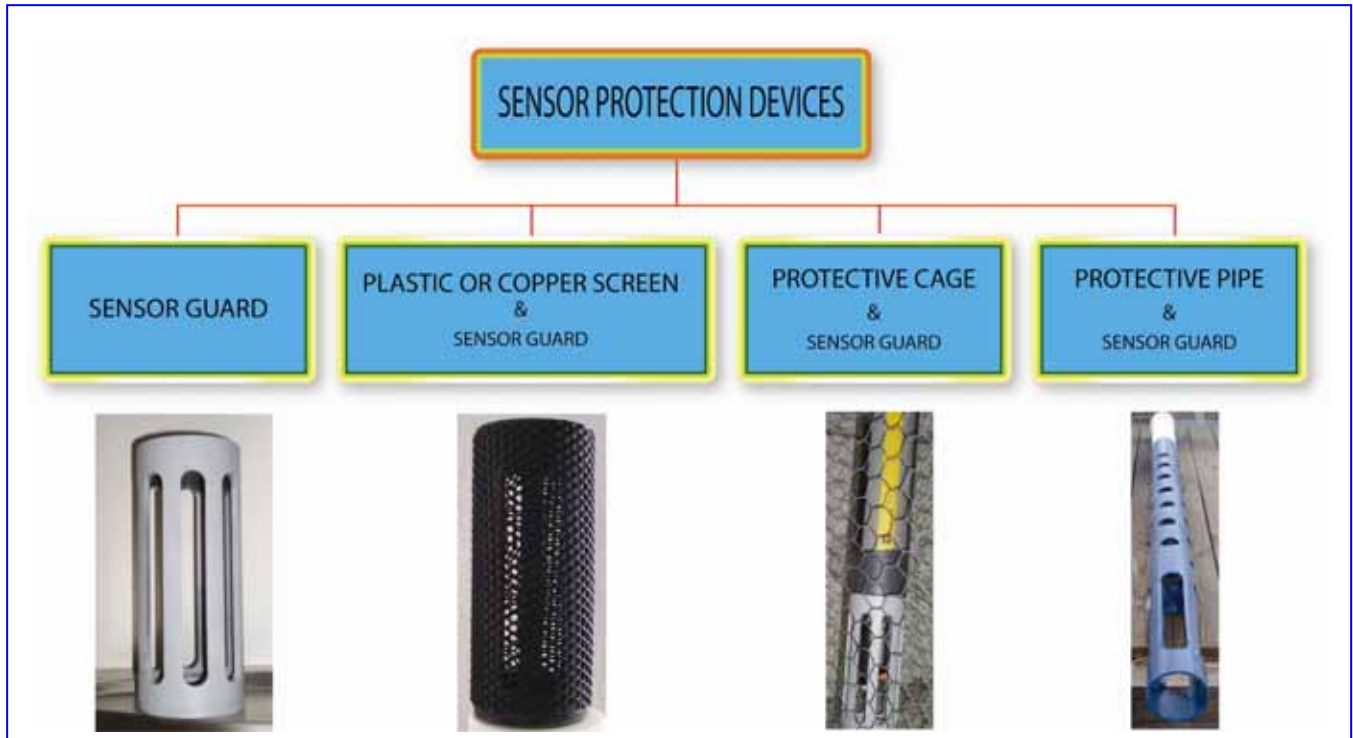 SENSOR PROTECTION DEVICES
SENSOR GUARD
PLASTIC OR COPPER SCREEN
&
SENSOR GUARD
PROTECTIVE CAGE
&
SENSOR GUARD
PROTECTIVE PIPE
&
SENSOR GUARD